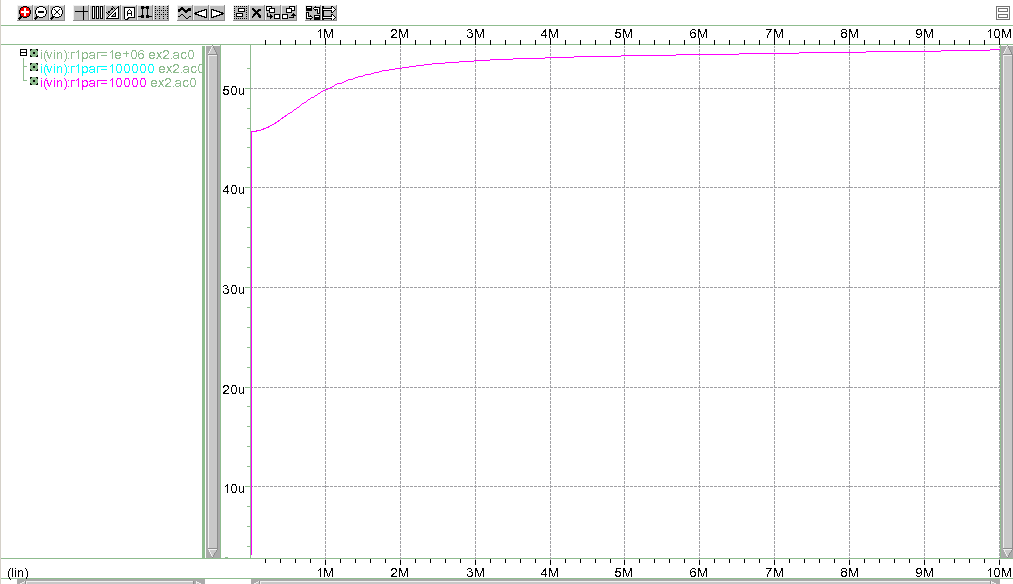 A
1M 2M 3M 4M 5M 6M 7M 8M 9M 10M
i(vin):r1par=1e+06 ex2.ac0
i(vin):r1par=100000 ex2.ac0
i(vin):r1par=10000 ex2.ac0
50u
40u
30u
20u
10u
(lin) 1M 2M 3M 4M 5M 6M 7M 8M 9M 10M